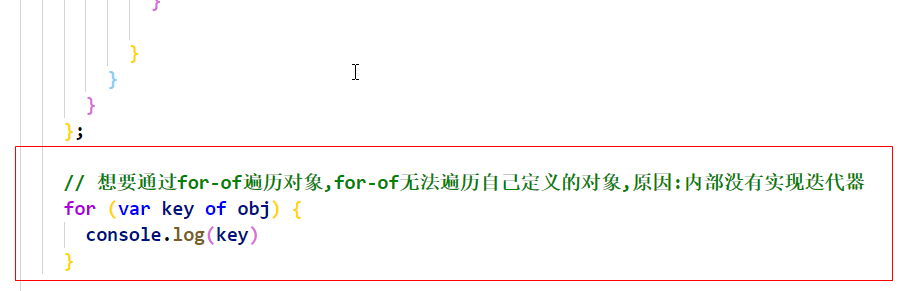 }
}
}
}
};
// 想要通过for-of遍历对象,for-of无法遍历自己定义的对象,原因:内部没有实现迭代器
for (var key of obj) {
console.log(key)
}